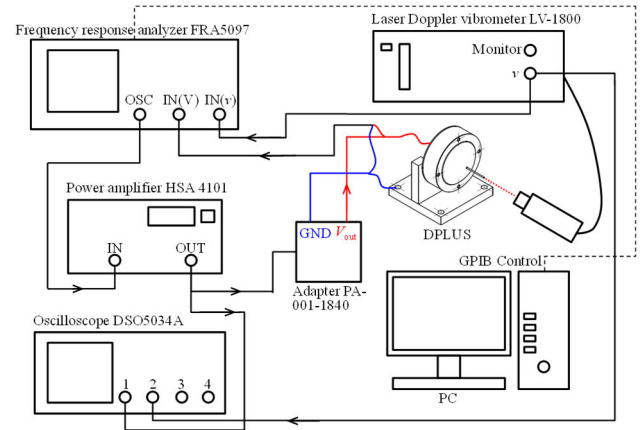 Frequency response analyzer FRA5097
OSC IN(V) IN(v)
Laser Doppler vibrometer LV-1800
Monitor
v
Power amplifier HSA 4101
IN OUT
GND Vout
Adapter PA-
001-1840
DPLUS
GPIB Control
PC
Oscilloscope DSO5034A
1 2 3 4